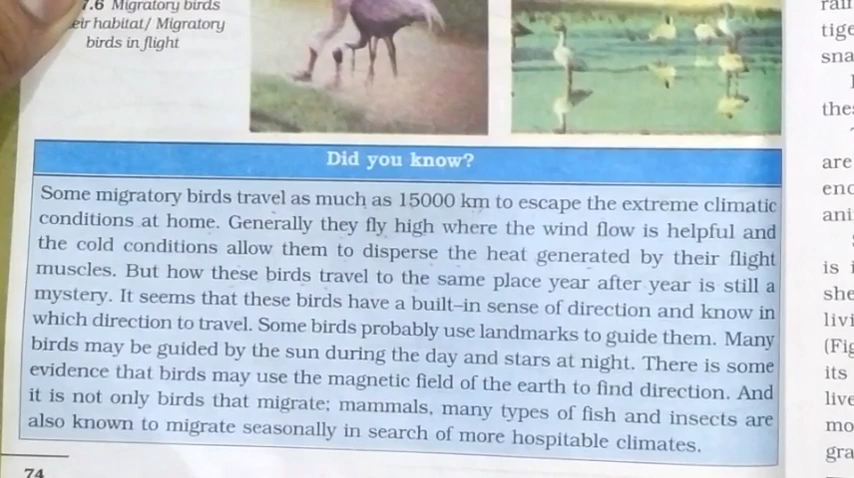 7.6 Migratory birds
eir habitat/ Migratory
birds in flight
Did you know?
Some migratory birds travel as much as 15000 km to escape the extreme climatic
conditions at home. Generally they fly high where the wind flow is helpful and
the cold conditions allow them to disperse the heat generated by their flight
muscles. But how these birds travel to the same place year after year is still a
mystery. It seems that these birds have a built-in sense of direction and know in
which direction to travel. Some birds probably use landmarks to guide them. Many
birds may be guided by the sun during the day and stars at night. There is some
evidence that birds may use the magnetic field of the earth to find direction. And
it is not only birds that migrate; mammals, many types of fish and insects are
also known to migrate seasonally in search of more hospitable climates.
74
tige
sna
the
are
enc
ani
is i
she
livi
(Fig
its
live
mo
gra